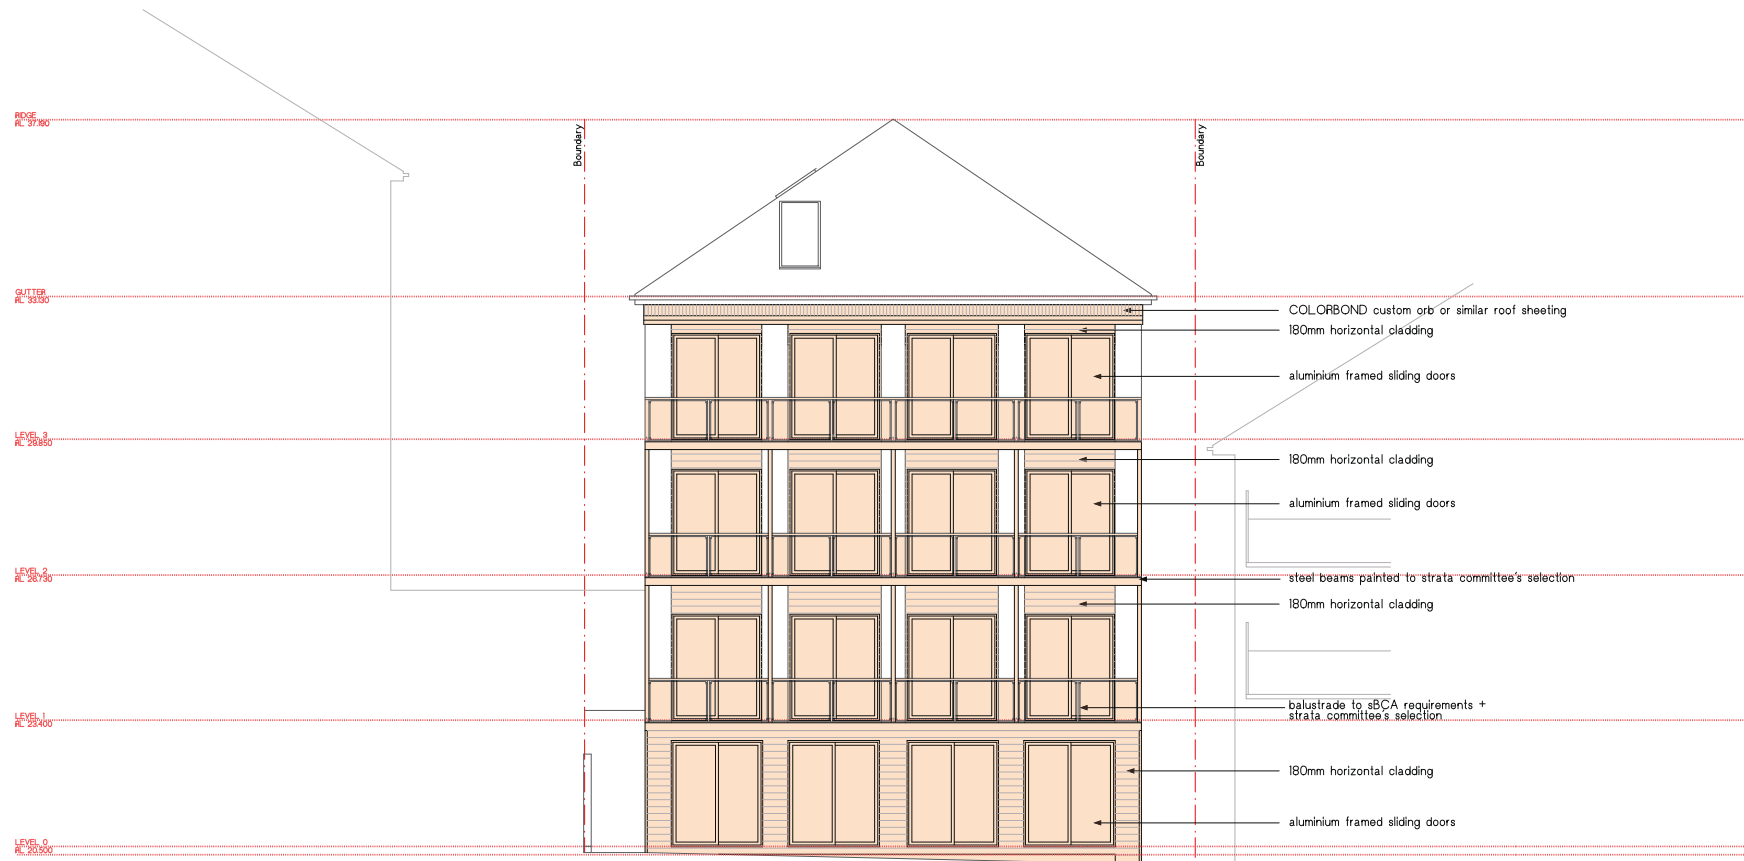 RIDGE
RL 37.190
Boundary
Boundary
GUTTER
RL 33.130
COLORBOND custom orb or similar roof sheeting
180mm horizontal cladding
aluminium framed sliding doors
LEVEL 3
RL 29.850
180mm horizontal cladding
aluminium framed sliding doors
LEVEL 2
RL 26.730
steel beams painted to strata committee's selection
180mm horizontal cladding
balustrade to sBCA requirements +
strata committee's selection
LEVEL 1
RL 23.400
180mm horizontal cladding
aluminium framed sliding doors
LEVEL 0
RL 20.500